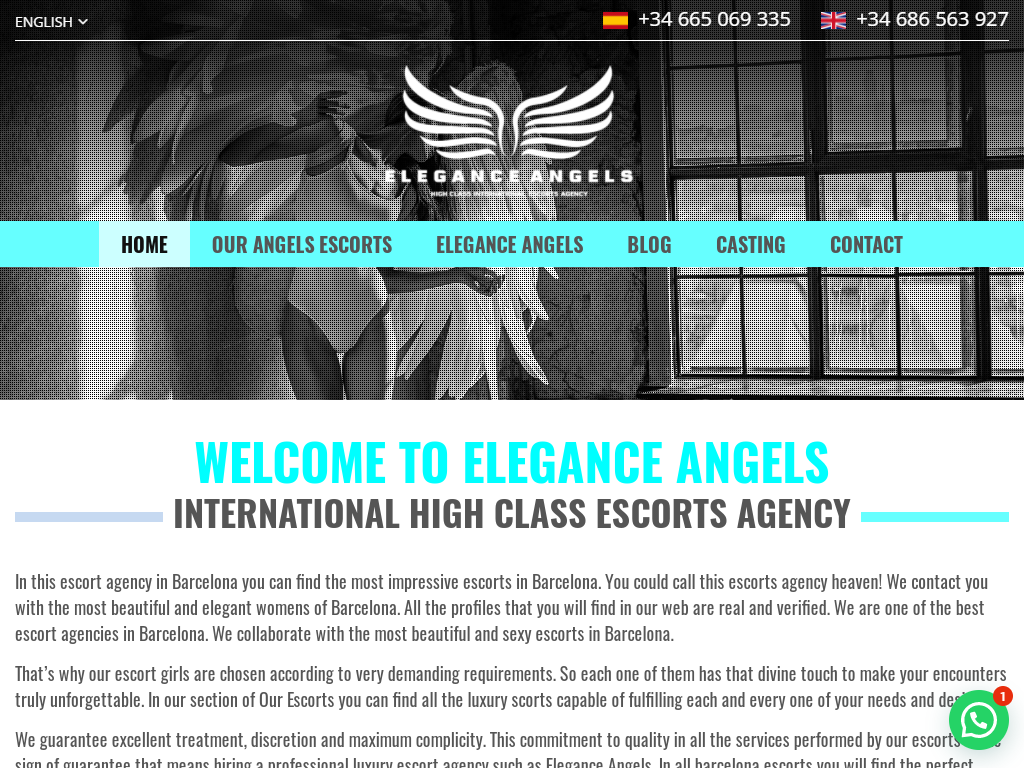 ENGLISH
+34 665 069 335
+34 686 563 927
ELEGANCE ANGELS
HIGH CLASS INTERNATIONAL ESCORTS AGENCY
HOME
OUR ANGELS ESCORTS
ELEGANCE ANGELS
BLOG
CASTING
CONTACT
WELCOME TO ELEGANCE ANGELS
INTERNATIONAL HIGH CLASS ESCORTS AGENCY
In this escort agency in Barcelona you can find the most impressive escorts in Barcelona. You could call this escorts agency heaven! We contact you
with the most beautiful and elegant womens of Barcelona. All the profiles that you will find in our web are real and verified. We are one of the best
escort agencies in Barcelona. We collaborate with the most beautiful and sexy escorts in Barcelona.
That's why our escort girls are chosen according to very demanding requirements. So each one of them has that divine touch to make your encounters
truly unforgettable. In our section of Our Escorts you can find all the luxury scorts capable of fulfilling each and every one of your needs and
1
We guarantee excellent treatment, discretion and maximum complicity. This commitment to quality in all the services performed by our escorts
sign of guarantee that means hiring a professional luxury escort agency such as Elegance Angels. In all barcelona escorts you will find the perfect